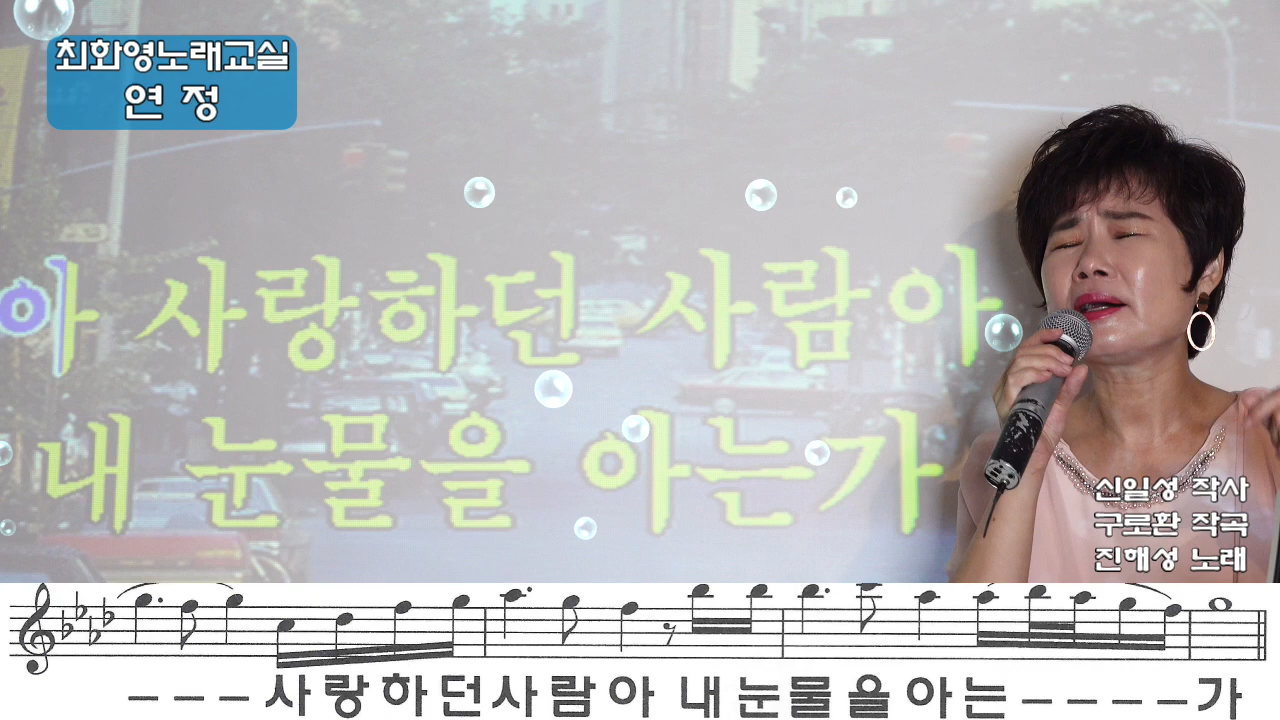 최화영노래교실
연 정
아 사랑하던 사람아
내 눈물을 아는가
신일성 작사
구로환 작곡
진해성 노래
– – – 사랑하던사람아 내눈물을아는 – – – – 가